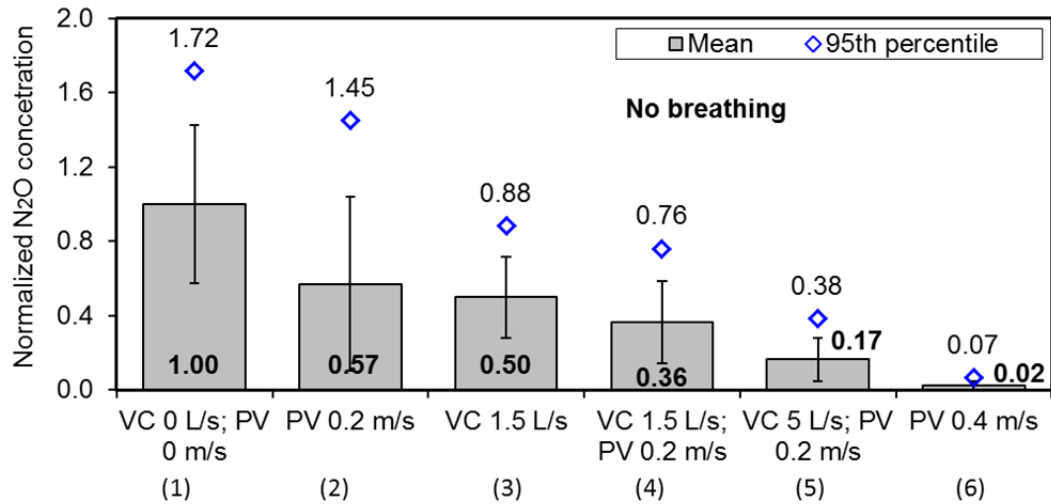 Normalized N2O concetration
2.0
1.6
1.2
0.8
0.4
0.0
Mean
95th percentile
No breathing
1.72
1.45
0.88
0.76
0.38
0.07
1.00
0.57
0.50
0.36
0.17
0.02
VC 0 L/s; PV
0 m/s
PV 0.2 m/s
VC 1.5 L/s
VC 1.5 L/s;
PV 0.2 m/s
VC 5 L/s; PV
0.2 m/s
PV 0.4 m/s
(1)
(2)
(3)
(4)
(5)
(6)